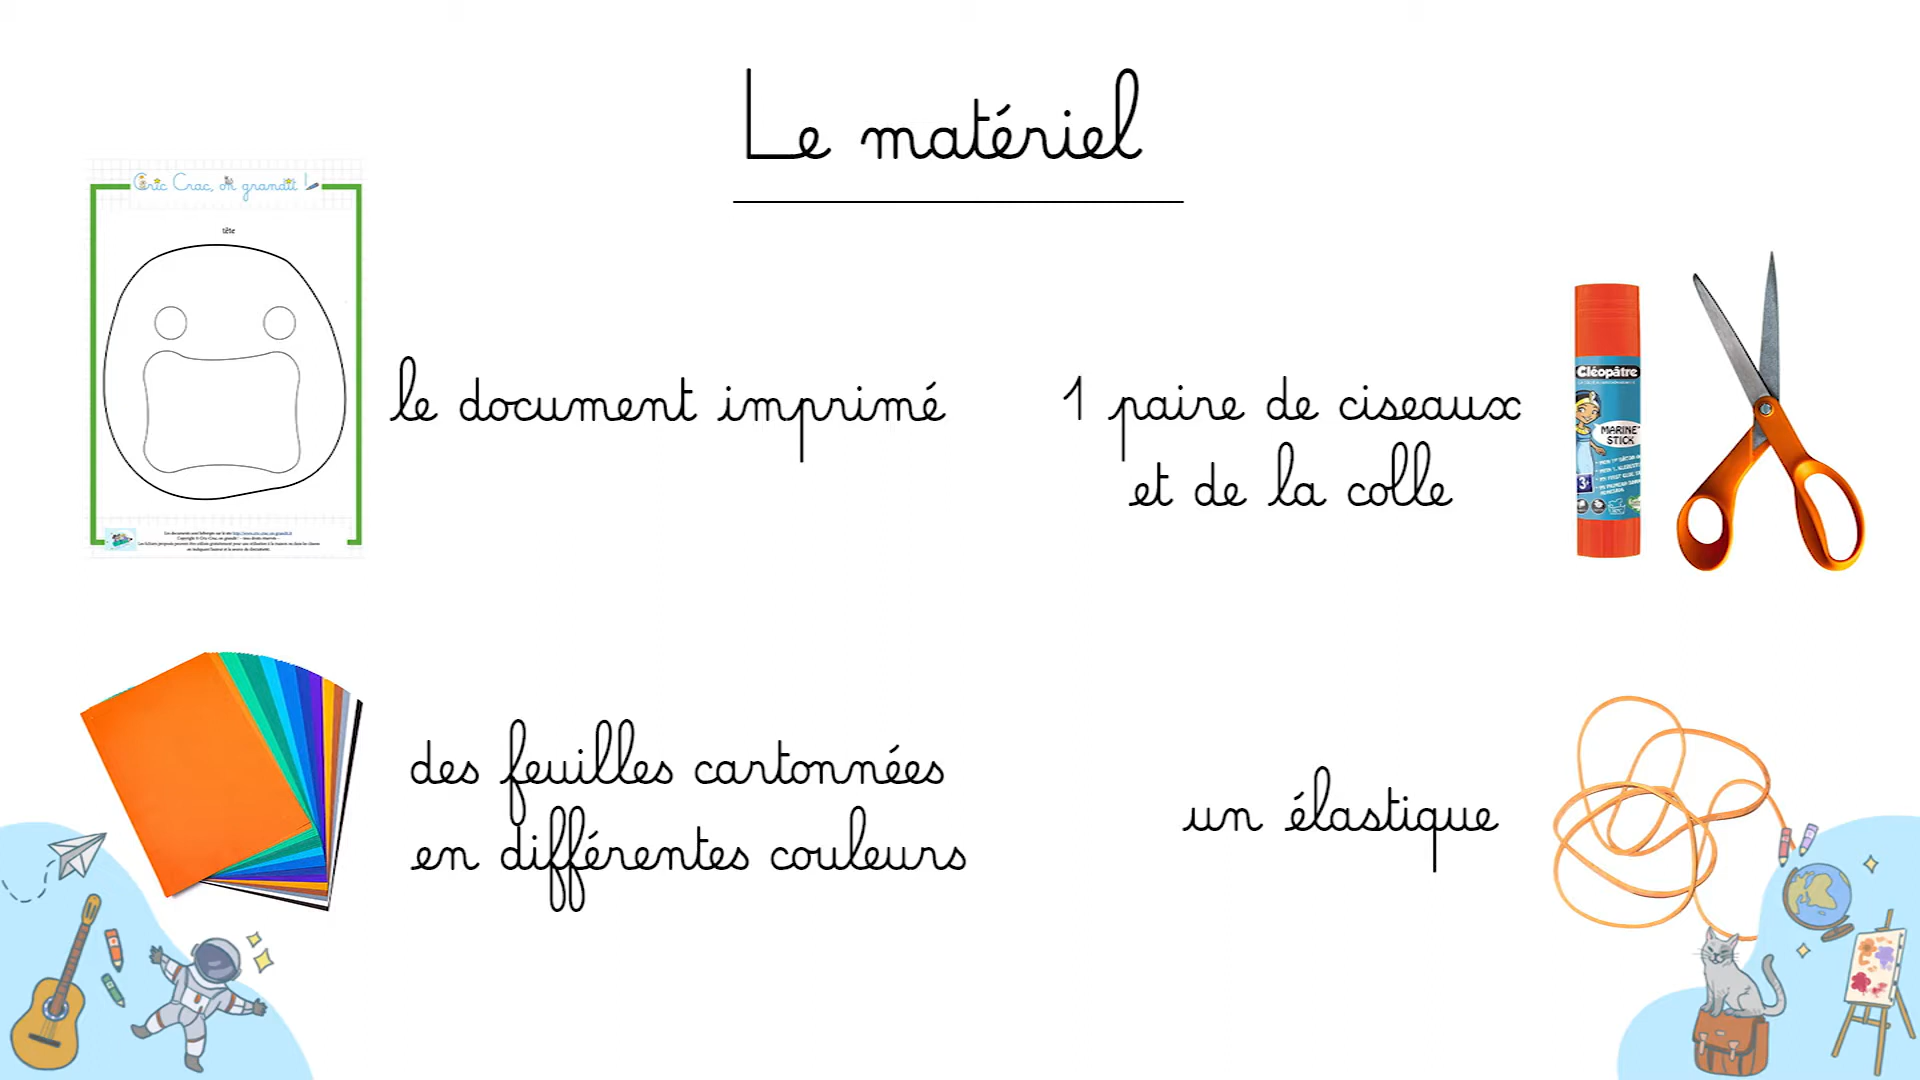 Le matériel
Cric Crac, on grandit !
tête
le document imprimé
1 paire de ciseaux
et de la colle
Cléopâtre
MARINE
STICK
3+
des feuilles cartonnées
en différentes couleurs
un élastique